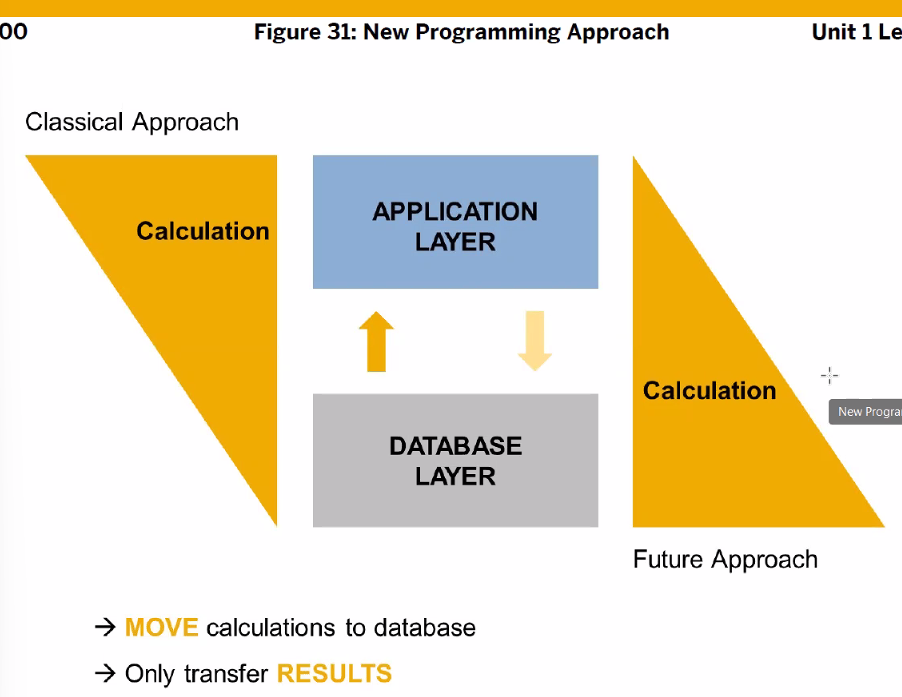 00
Figure 31: New Programming Approach
Unit 1 Le
Classical Approach
Calculation
APPLICATION
LAYER
Calculation
New Progra
DATABASE
LAYER
Future Approach
→ MOVE calculations to database
→ Only transfer RESULTS